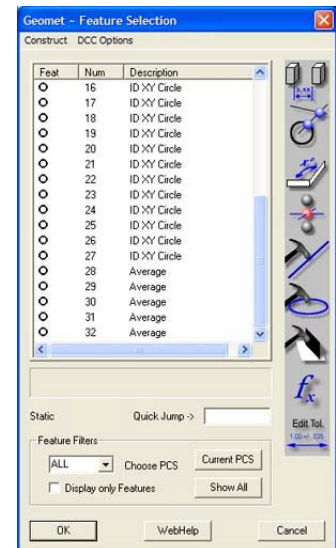 Geomet ~ Feature Selection
Construct DCC Options
Feat Num Description
16 ID XY Circle
17 ID XY Circle
18 ID XY Circle
19 ID XY Circle
20 ID XY Circle
21 ID XY Circle
22 ID XY Circle
23 ID XY Circle
24 ID XY Circle
25 ID XY Circle
26 ID XY Circle
27 ID XY Circle
28 Average
29 Average
30 Average
31 Average
32 Average
Static Quick Jump ->
Feature Filters
ALL Choose PCS Current PCS
Display only Features Show All
OK WebHelp Cancel
fx
Edit Tol.